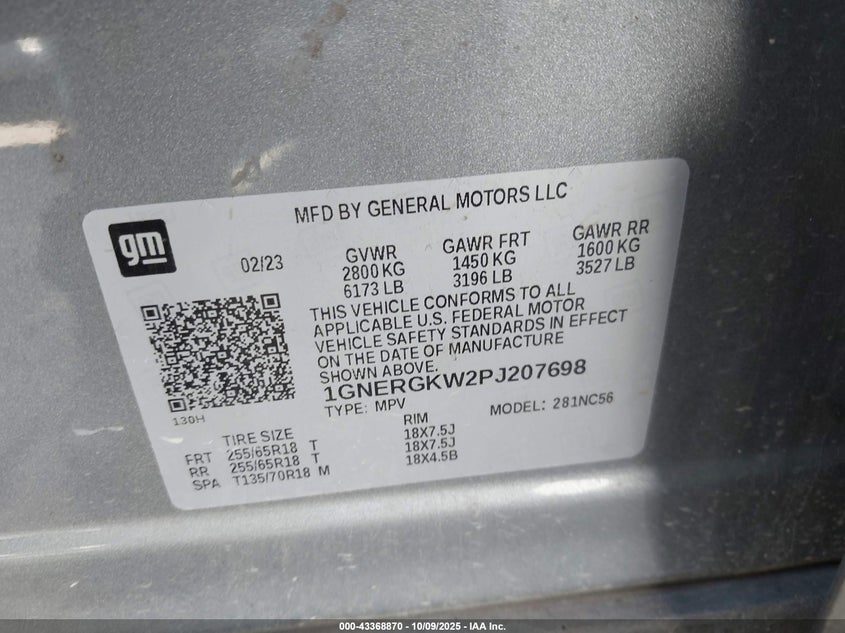 MFD BY GENERAL MOTORS LLC
gm
02/23
GVWR
2800 KG
6173 LB
GAWR FRT
1450 KG
3196 LB
GAWR RR
1600 KG
3527 LB
THIS VEHICLE CONFORMS TO ALL
APPLICABLE U.S. FEDERAL MOTOR
VEHICLE SAFETY STANDARDS IN EFFECT
ON THE DATE OF MANUFACTURE
SHOWN ABOVE.
1GNERGKW2PJ207698
TYPE: MPV MODEL: 281NC56
130H
TIRE SIZE RIM
FRT 255/65R18 T 18X7.5J
RR 255/65R18 T 18X7.5J
SPA T135/70R18 M 18X4.5B
000-43368870 - 10/09/2025 - IAA Inc.